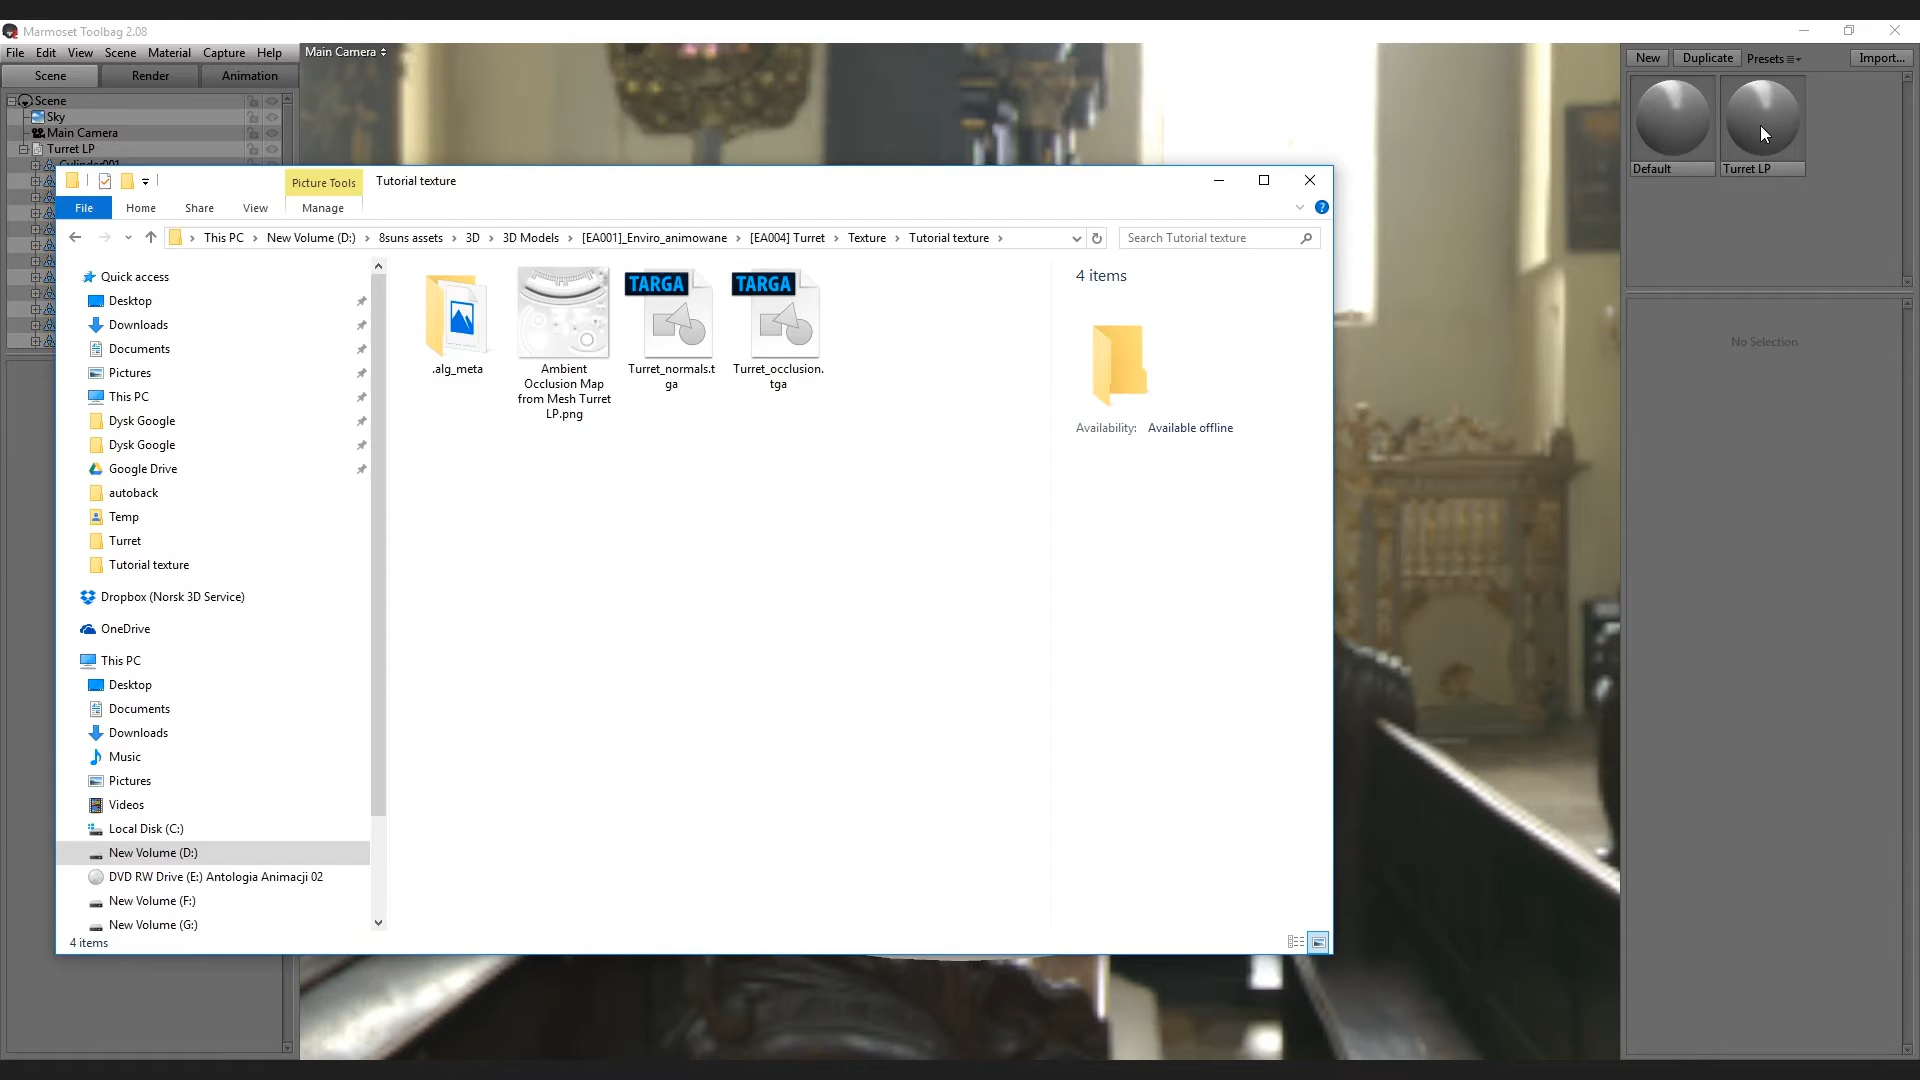 Marmoset Toolbag 2.08
File Edit View Scene Material Capture Help
Main Camera
Scene Render Animation
Scene
Sky
Main Camera
Turret LP
Cylinder001
New Duplicate Presets Import...
Default Turret LP
No Selection
Picture Tools Tutorial texture
File Home Share View Manage
This PC New Volume (D:) 8suns assets 3D 3D Models [EA001]_Enviro_animowane [EA004] Turret Texture Tutorial texture
Search Tutorial texture
Quick access
Desktop
Downloads
Documents
Pictures
This PC
Dysk Google
Dysk Google
Google Drive
autoback
Temp
Turret
Tutorial texture
Dropbox (Norsk 3D Service)
OneDrive
This PC
Desktop
Documents
Downloads
Music
Pictures
Videos
Local Disk (C:)
New Volume (D:)
DVD RW Drive (E:) Antologia Animacji 02
New Volume (F:)
New Volume (G:)
4 items
.alg_meta
Ambient
Occlusion Map
from Mesh Turret
LP.png
TARGA
Turret_normals.t
ga
TARGA
Turret_occlusion.
tga
4 items
Availability: Available offline